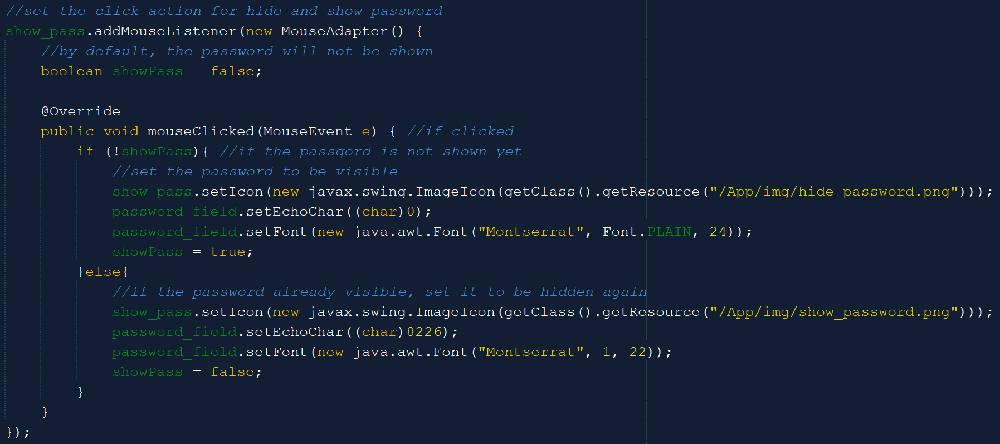 //set the click action for hide and show password
show_pass.addMouseListener(new MouseAdapter() {
    //by default, the password will not be shown
    boolean showPass = false;

    @Override
    public void mouseClicked(MouseEvent e) { //if clicked
        if (!showPass){ //if the passqord is not shown yet
            //set the password to be visible
            show_pass.setIcon(new javax.swing.ImageIcon(getClass().getResource("/App/img/hide_password.png")));
            password_field.setEchoChar((char)0);
            password_field.setFont(new java.awt.Font("Montserrat", Font.PLAIN, 24));
            showPass = true;
        }else{
            //if the password already visible, set it to be hidden again
            show_pass.setIcon(new javax.swing.ImageIcon(getClass().getResource("/App/img/show_password.png")));
            password_field.setEchoChar((char)8226);
            password_field.setFont(new java.awt.Font("Montserrat", 1, 22));
            showPass = false;
        }
    }
});